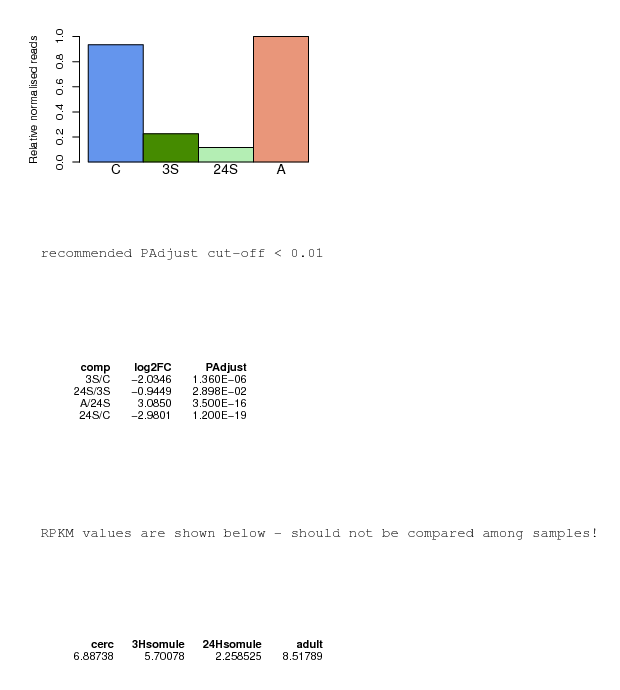 Relative normalised reads
1.0
0.8
0.6
0.4
0.2
0.0
C 3S 24S A
recommended PAdjust cut-off < 0.01
comp log2FC PAdjust
3S/C −2.0346 1.360E−06
24S/3S −0.9449 2.898E−02
A/24S 3.0850 3.500E−16
24S/C −2.9801 1.200E−19
RPKM values are shown below - should not be compared among samples!
cerc 3Hsomule 24Hsomule adult
6.88738 5.70078 2.258525 8.51789